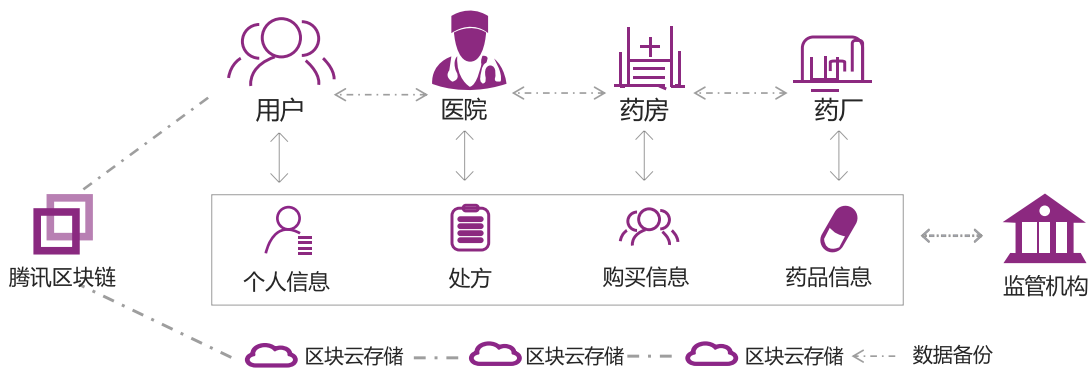 用户
医院
药房
药厂
腾讯区块链
个人信息
处方
购买信息
药品信息
监管机构
区块云存储
区块云存储
区块云存储
数据备份